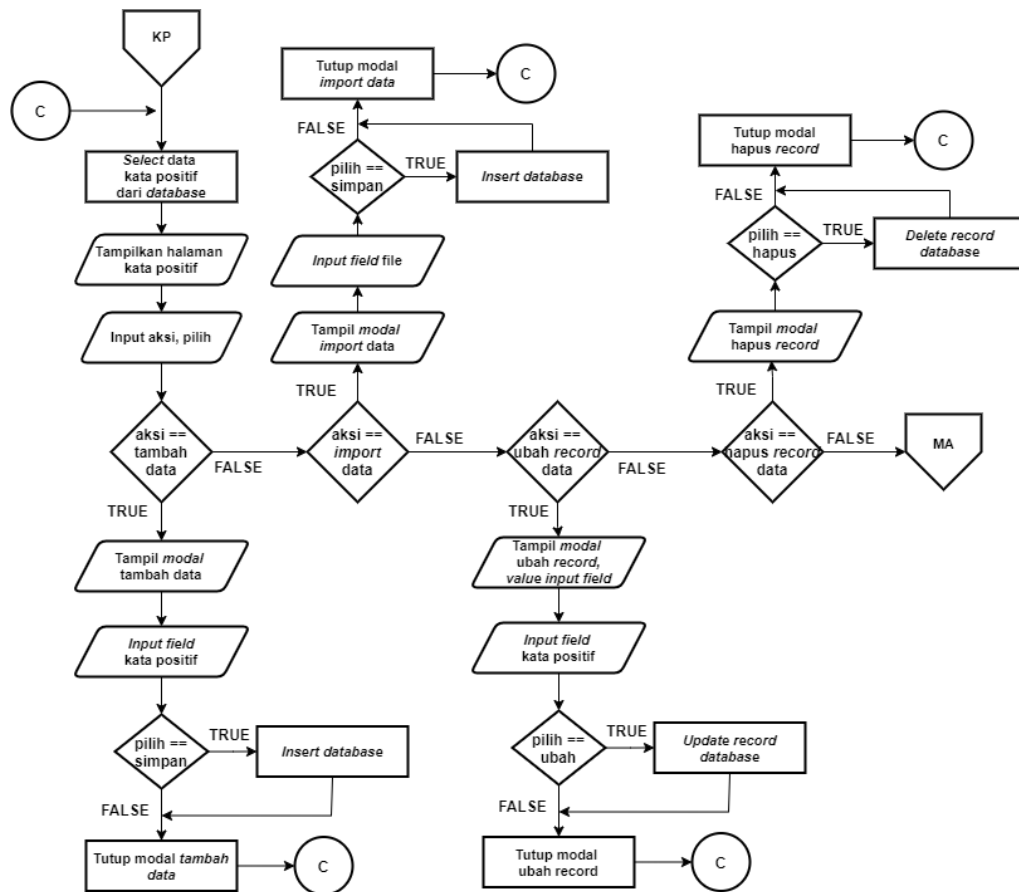 KP
C
Select data
kata positif
dari database
Tampilkan halaman
kata positif
Input aksi, pilih
aksi ==
tambah
data
FALSE
TRUE
Tampil modal
tambah data
Input field
kata positif
pilih ==
simpan
TRUE
Insert database
FALSE
Tutup modal tambah
data
C
aksi ==
import
data
FALSE
TRUE
Tampil modal
import data
Input field file
pilih ==
simpan
TRUE
Insert database
FALSE
Tutup modal
import data
C
aksi ==
ubah record
data
FALSE
TRUE
Tampil modal
ubah record,
value input field
Input field
kata positif
pilih ==
ubah
TRUE
Update record
database
FALSE
Tutup modal
ubah record
C
aksi ==
hapus record
data
FALSE
MA
TRUE
Tampil modal
hapus record
pilih ==
hapus
TRUE
Delete record
database
FALSE
Tutup modal
hapus record
C